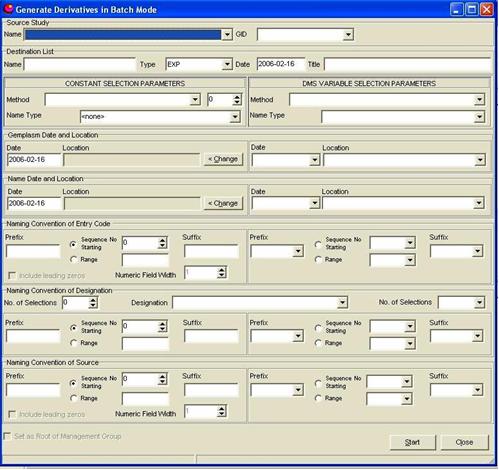 Generate Derivatives in Batch Mode
Source Study
Name GID
Destination List
Name Type EXP Date 2006-02-16 Title
CONSTANT SELECTION PARAMETERS DMS VARIABLE SELECTION PARAMETERS
Method 0 Method
Name Type <none> Name Type
Gemplasm Date and Location
Date Location Date Location
2006-02-16 < Change
Name Date and Location
Date Location Date Location
2006-02-16 < Change
Naming Convention of Entry Code
Prefix Sequence No Starting 0 Suffix Prefix Sequence No Starting Suffix
Range Range
Include leading zeros Numeric Field Width 1
Naming Convention of Designation
No. of Selections 0 Designation No. of Selections
Prefix Sequence No Starting 0 Suffix Prefix Sequence No Starting Suffix
Range Range
Naming Convention of Source
Prefix Sequence No Starting 0 Suffix Prefix Sequence No Starting Suffix
Range Range
Include leading zeros Numeric Field Width 1
Set as Root of Management Group
Start Close